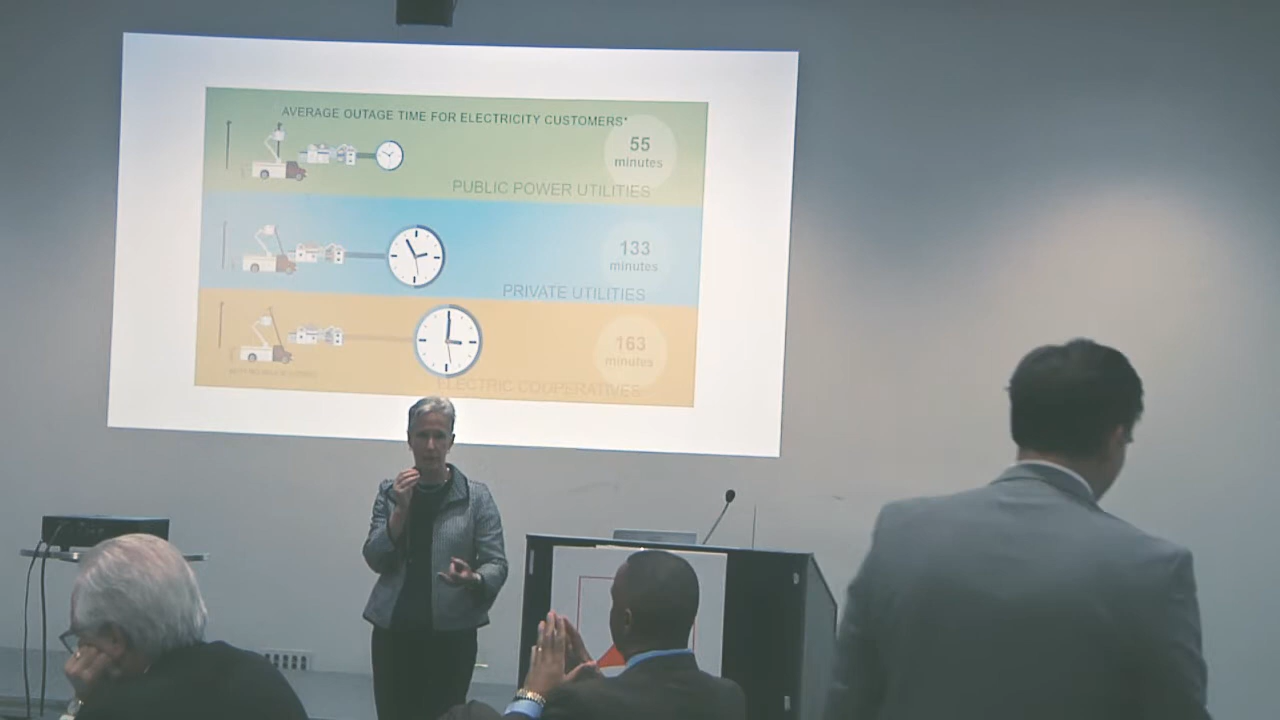 AVERAGE OUTAGE TIME FOR ELECTRICITY CUSTOMERS*
55
minutes
PUBLIC POWER UTILITIES
133
minutes
PRIVATE UTILITIES
163
minutes
ELECTRIC COOPERATIVES